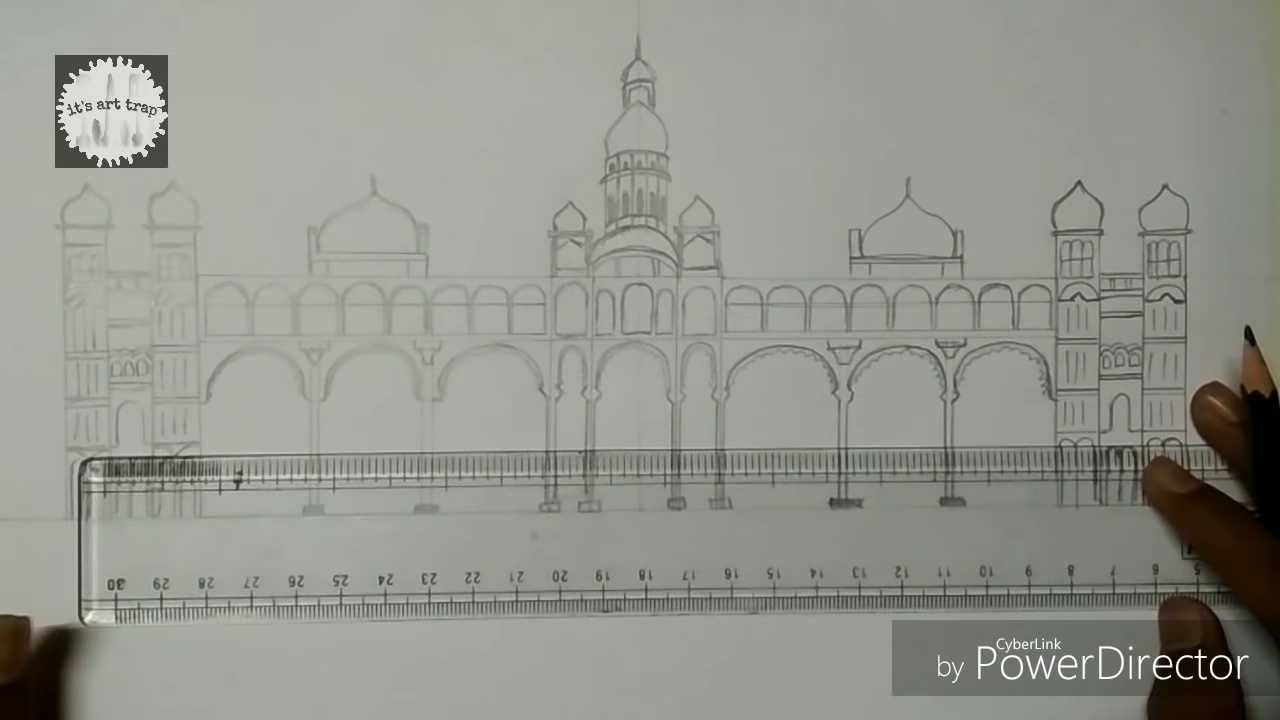 it's art trap
30 29 28 27 26 25 24 23 22 21 20 19 18 17 16 15 14 13 12 11 10 9 8 7 6 5
CyberLink
by PowerDirector